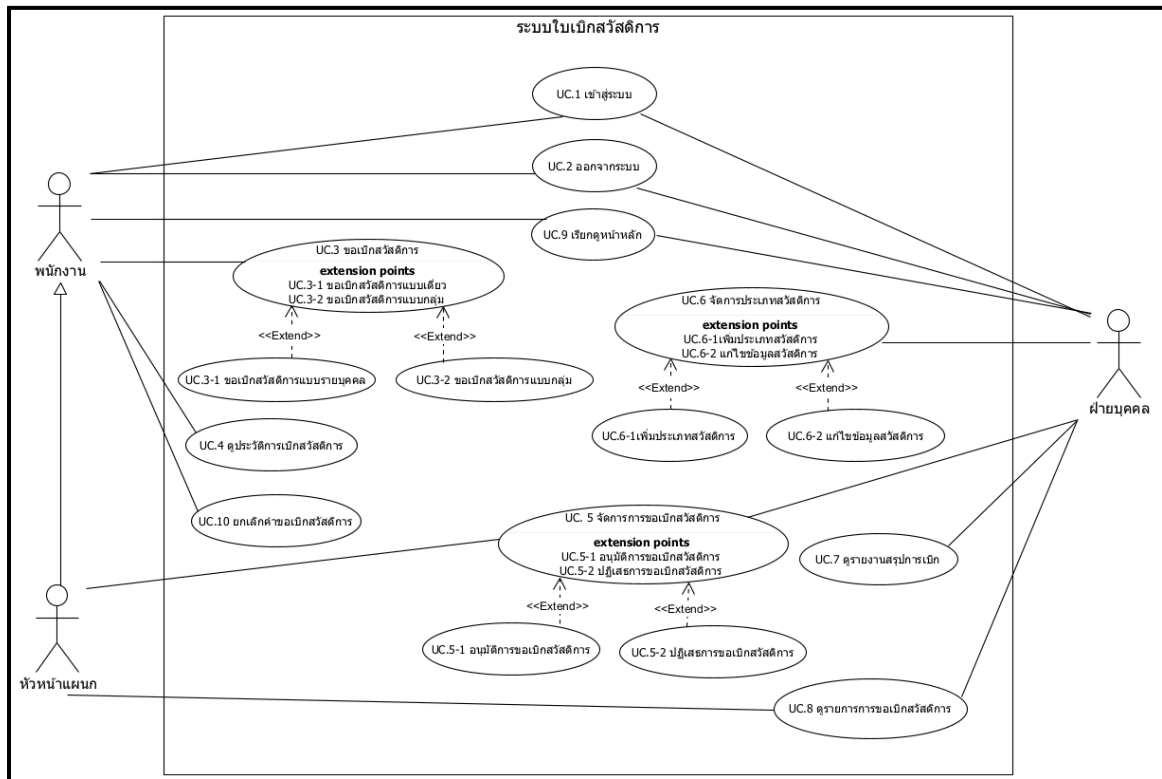 ระบบใบเบิกสวัสดิการ
UC.1 เข้าสู่ระบบ
UC.2 ออกจากระบบ
UC.9 เรียกดูหน้าหลัก
พนักงาน
UC.3 ขอเบิกสวัสดิการ
extension points
UC.3-1 ขอเบิกสวัสดิการแบบเดี่ยว
UC.3-2 ขอเบิกสวัสดิการแบบกลุ่ม
<<Extend>>
<<Extend>>
UC.3-1 ขอเบิกสวัสดิการแบบรายบุคคล
UC.3-2 ขอเบิกสวัสดิการแบบกลุ่ม
UC.6 จัดการประเภทสวัสดิการ
extension points
UC.6-1เพิ่มประเภทสวัสดิการ
UC.6-2 แก้ไขข้อมูลสวัสดิการ
<<Extend>>
<<Extend>>
UC.6-1เพิ่มประเภทสวัสดิการ
UC.6-2 แก้ไขข้อมูลสวัสดิการ
ฝ่ายบุคคล
UC.4 ดูประวัติการเบิกสวัสดิการ
UC.10 ยกเลิกคำขอเบิกสวัสดิการ
UC. 5 จัดการการขอเบิกสวัสดิการ
extension points
UC.5-1 อนุมัติการขอเบิกสวัสดิการ
UC.5-2 ปฏิเสธการขอเบิกสวัสดิการ
<<Extend>>
<<Extend>>
UC.5-1 อนุมัติการขอเบิกสวัสดิการ
UC.5-2 ปฏิเสธการขอเบิกสวัสดิการ
UC.7 ดูรายงานสรุปการเบิก
หัวหน้าแผนก
UC.8 ดูรายการการขอเบิกสวัสดิการ